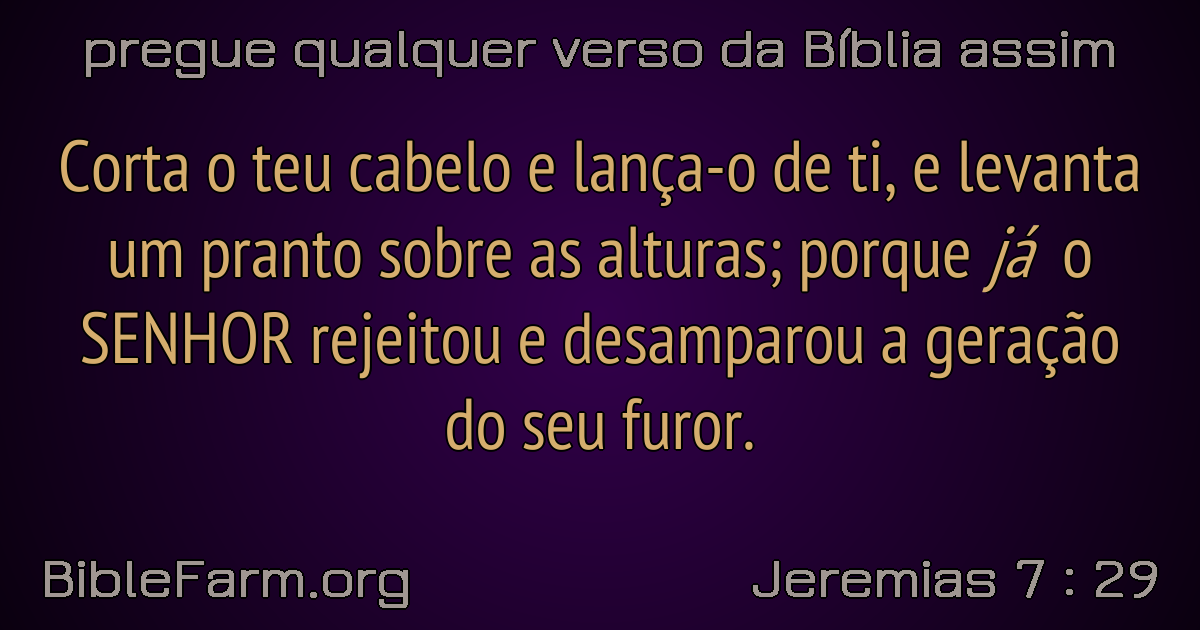 pregue qualquer verso da Bíblia assim
Corta o teu cabelo e lança-o de ti, e levanta
um pranto sobre as alturas; porque já o
SENHOR rejeitou e desamparou a geração
do seu furor.
BibleFarm.org
Jeremias 7 : 29